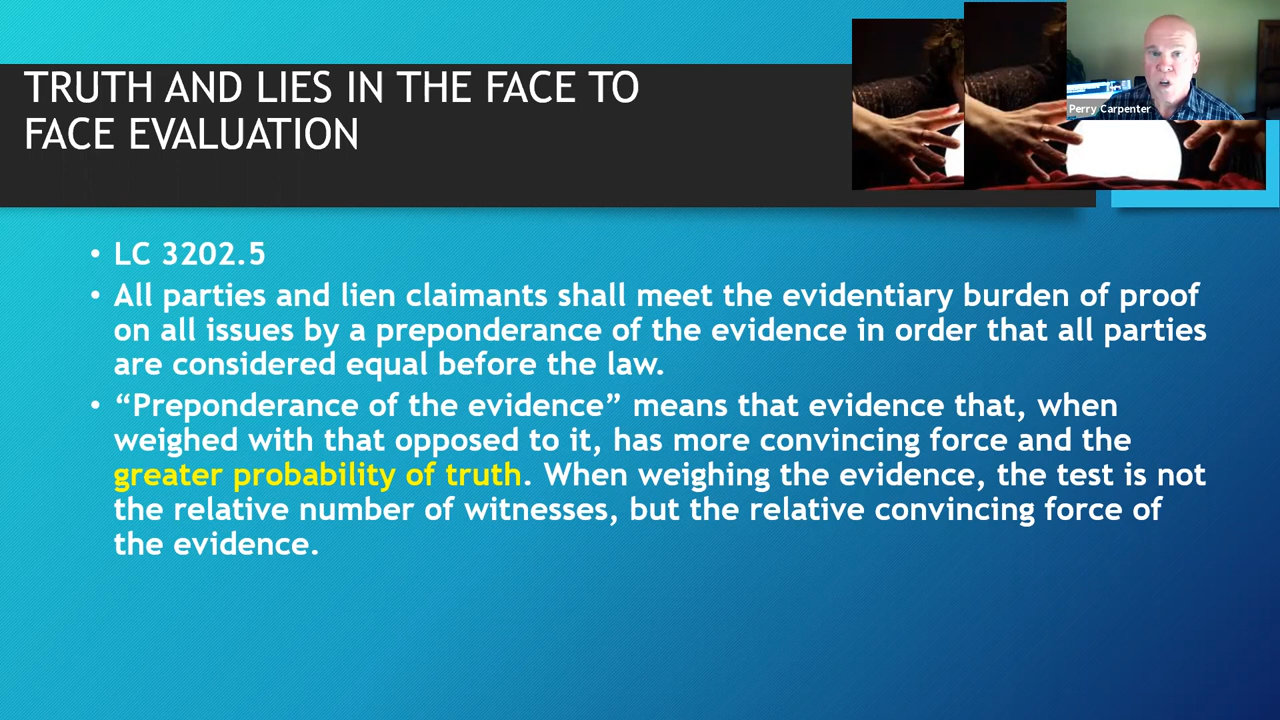 TRUTH AND LIES IN THE FACE TO
FACE EVALUATION
Perry Carpenter
• LC 3202.5
• All parties and lien claimants shall meet the evidentiary burden of proof
on all issues by a preponderance of the evidence in order that all parties
are considered equal before the law.
• “Preponderance of the evidence” means that evidence that, when
weighed with that opposed to it, has more convincing force and the
greater probability of truth. When weighing the evidence, the test is not
the relative number of witnesses, but the relative convincing force of
the evidence.